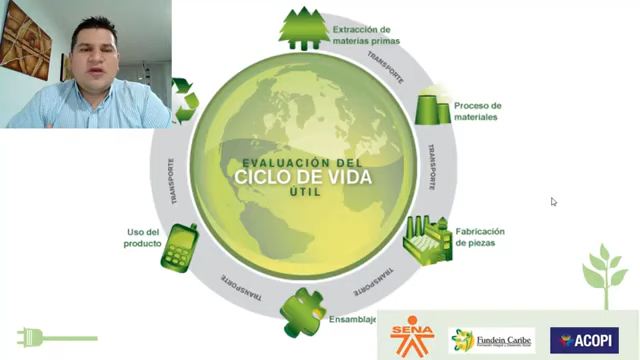 Extracción de
materias primas
TRANSPORTE
Proceso de
materiales
TRANSPORTE
Fabricación
de piezas
TRANSPORTE
Ensamblaje
TRANSPORTE
Uso del
producto
TRANSPORTE
EVALUACIÓN DEL
CICLO DE VIDA
ÚTIL
SENA
Fundein Caribe
ACOPI